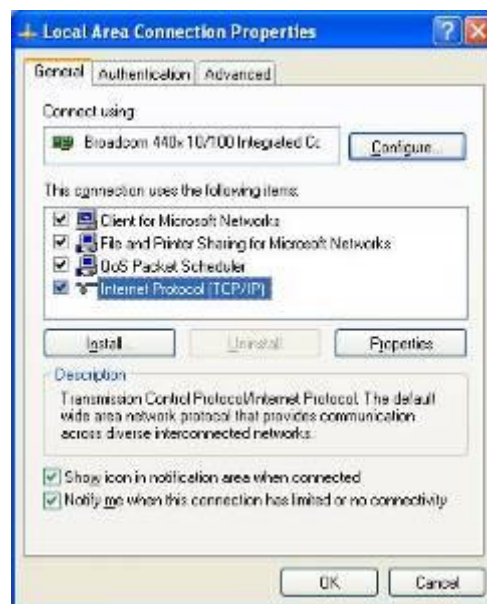 Local Area Connection Properties
General Authentication Advanced
Connect using:
Broadcom 440x 10/100 Integrated Cc
Configure...
This connection uses the following items:
Client for Microsoft Networks
File and Printer Sharing for Microsoft Networks
QoS Packet Scheduler
Internet Protocol (TCP/IP)
Install... Uninstall Properties
Description
Transmission Control Protocol/Internet Protocol. The default
wide area network protocol that provides communication
across diverse interconnected networks.
Show icon in notification area when connected
Notify me when this connection has limited or no connectivity
OK Cancel